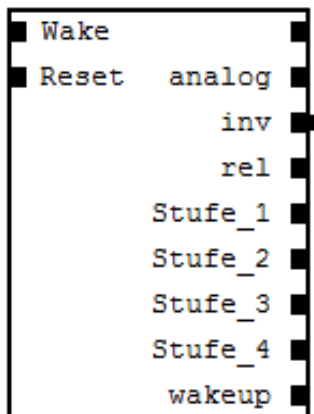 Wake
Reset analog
inv
rel
Stufe_1
Stufe_2
Stufe_3
Stufe_4
wakeup